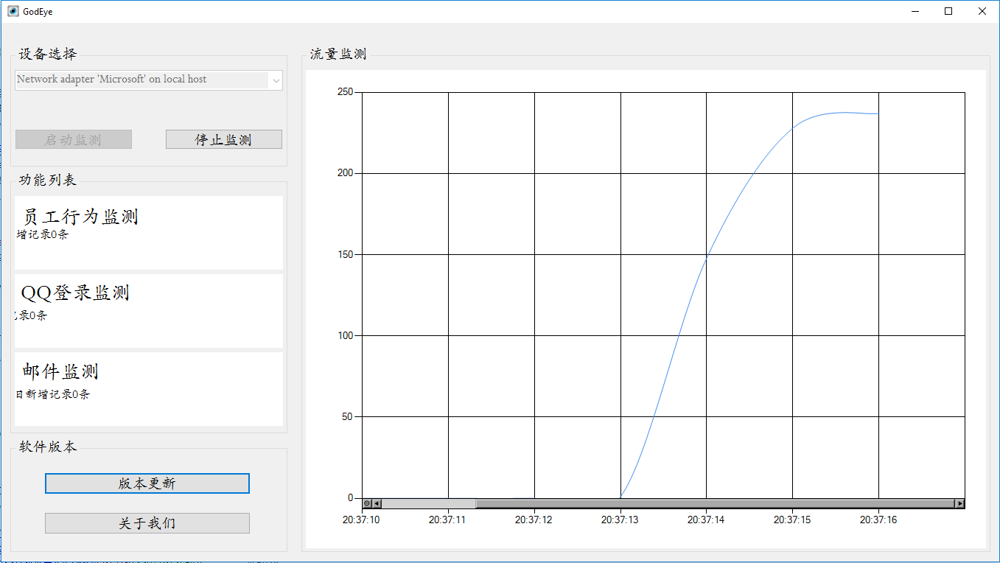 GodEye
设备选择
Network adapter 'Microsoft' on local host
启动监测
停止监测
功能列表
员工行为监测
增记录0条
QQ登录监测
录0条
邮件监测
日新增记录0条
软件版本
版本更新
关于我们
流量监测
250
200
150
100
50
0
20:37:10 20:37:11 20:37:12 20:37:13 20:37:14 20:37:15 20:37:16